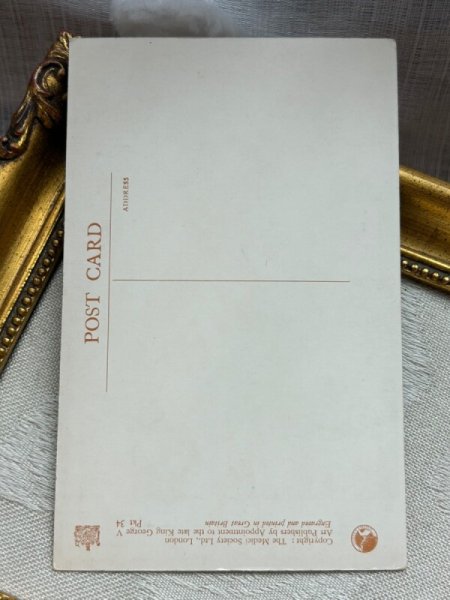 POST CARD
ADDRESS
Copyright : The Medici Society Ltd., London
Art Publishers by Appointment to the late King George V
Engraved and printed in Great Britain
Pkt 34